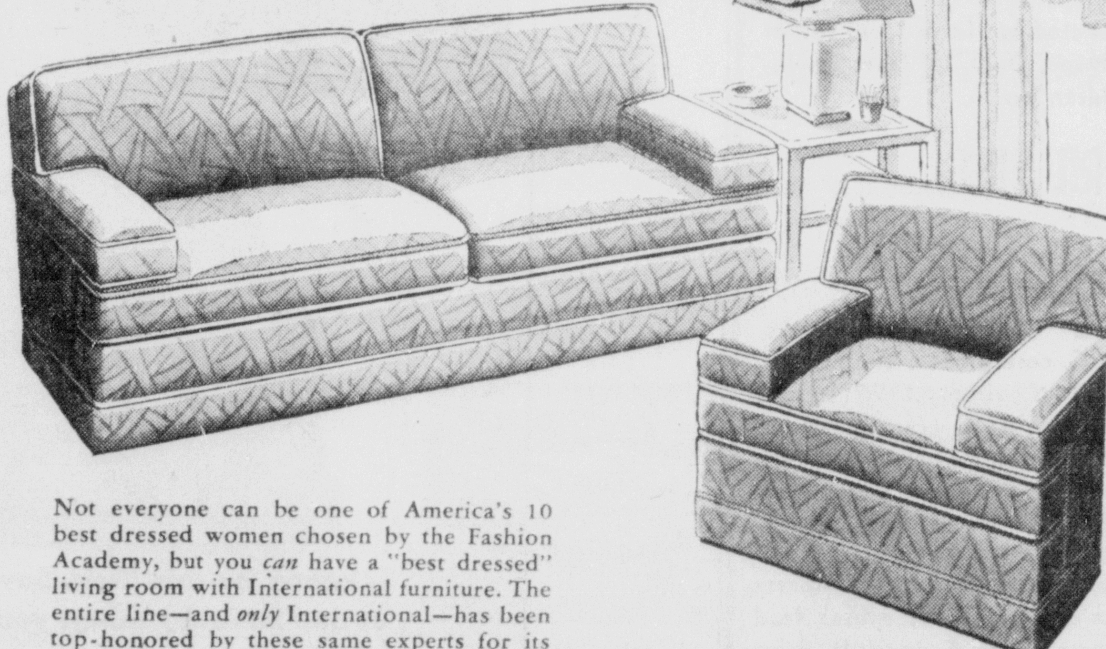 Not everyone can be one of America's 10
best dressed women chosen by the Fashion
Academy, but you can have a "best dressed"
living room with International furniture. The
entire line—and only International—has been
top-honored by these same experts for its